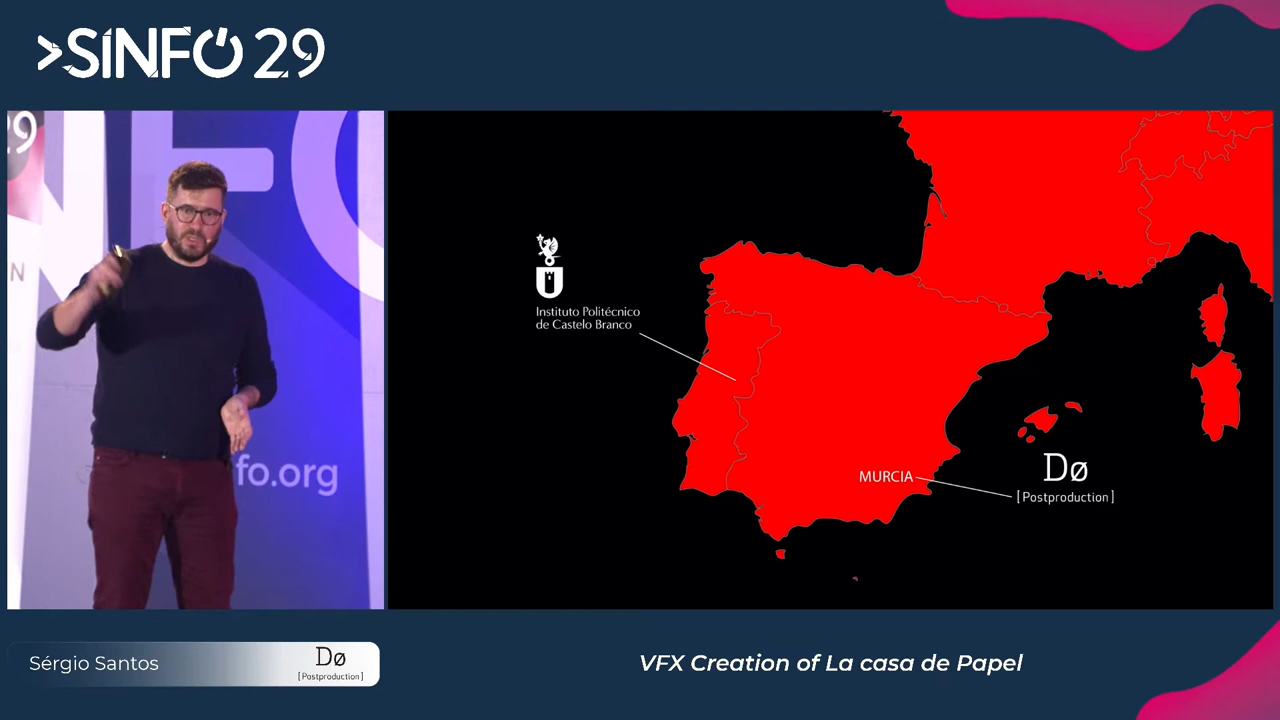 >SINFO 29
29
N
fo.org
Instituto Politécnico
de Castelo Branco
MURCIA
Dø
[Postproduction]
Sérgio Santos
Dø
[Postproduction]
VFX Creation of La casa de Papel